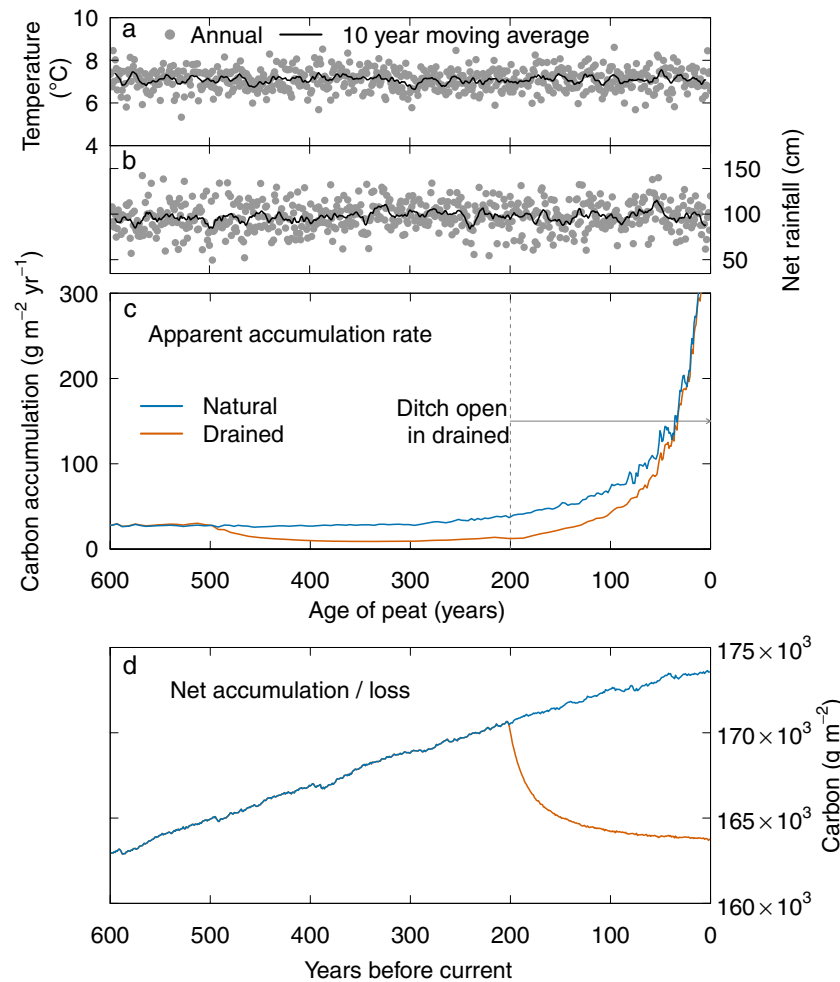 a
Annual
10 year moving average
Temperature
(°C)
10
8
6
4
b
Net rainfall (cm)
150
100
50
Carbon accumulation (g m⁻² yr⁻¹)
300
200
100
0
c
Apparent accumulation rate
Natural
Drained
Ditch open
in drained
600 500 400 300 200 100 0
Age of peat (years)
d
Net accumulation / loss
175 × 10³
170 × 10³
165 × 10³
160 × 10³
Carbon (g m⁻²)
600 500 400 300 200 100 0
Years before current